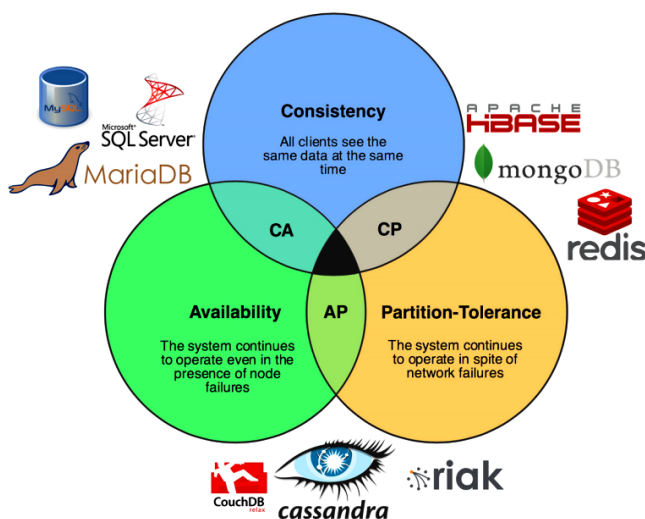 MySQL
Microsoft®
SQL Server®
MariaDB
Consistency
All clients see the
same data at the same
time
APACHE
HBASE
mongoDB
redis
CA
CP
Availability
The system continues
to operate even in the
presence of node
failures
AP
Partition-Tolerance
The system continues
to operate in spite of
network failures
CouchDB
relax
cassandra
riak